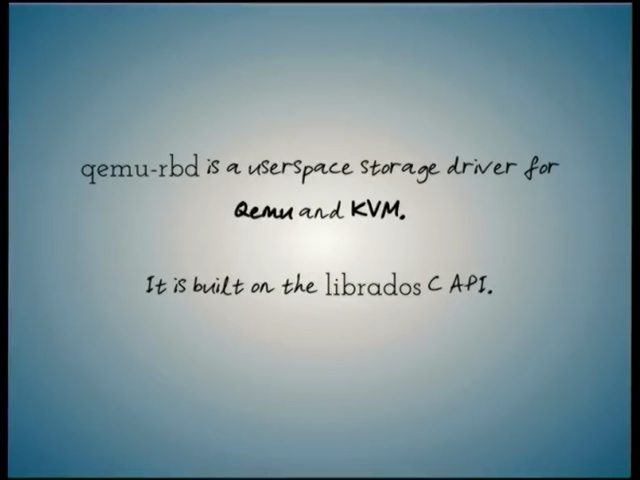 qemu-rbd is a userspace storage driver for
Qemu and KVM.
It is built on the librados C API.